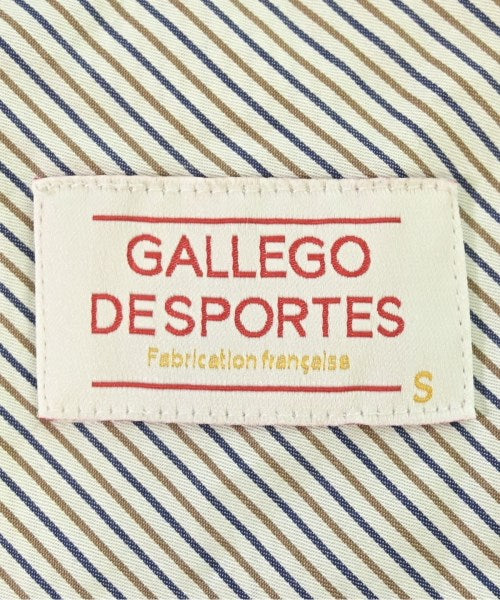 GALLEGO
DESPORTES
Fabrication française
S